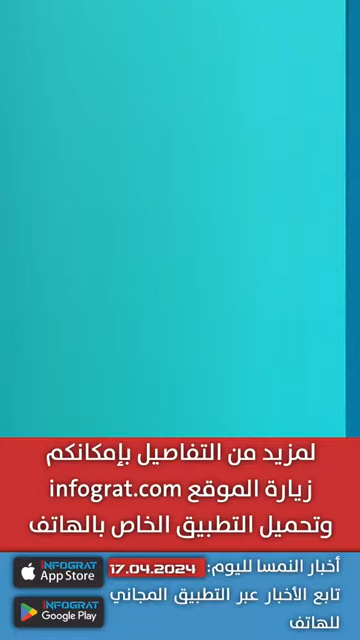 لمزيد من التفاصيل بإمكانكم
زيارة الموقع infograt.com
وتحميل التطبيق الخاص بالهاتف
أخبار النمسا لليوم: 17.04.2024
تابع الأخبار عبر التطبيق المجاني
للهاتف
INFOGRAT
App Store
INFOGRAT
Google Play